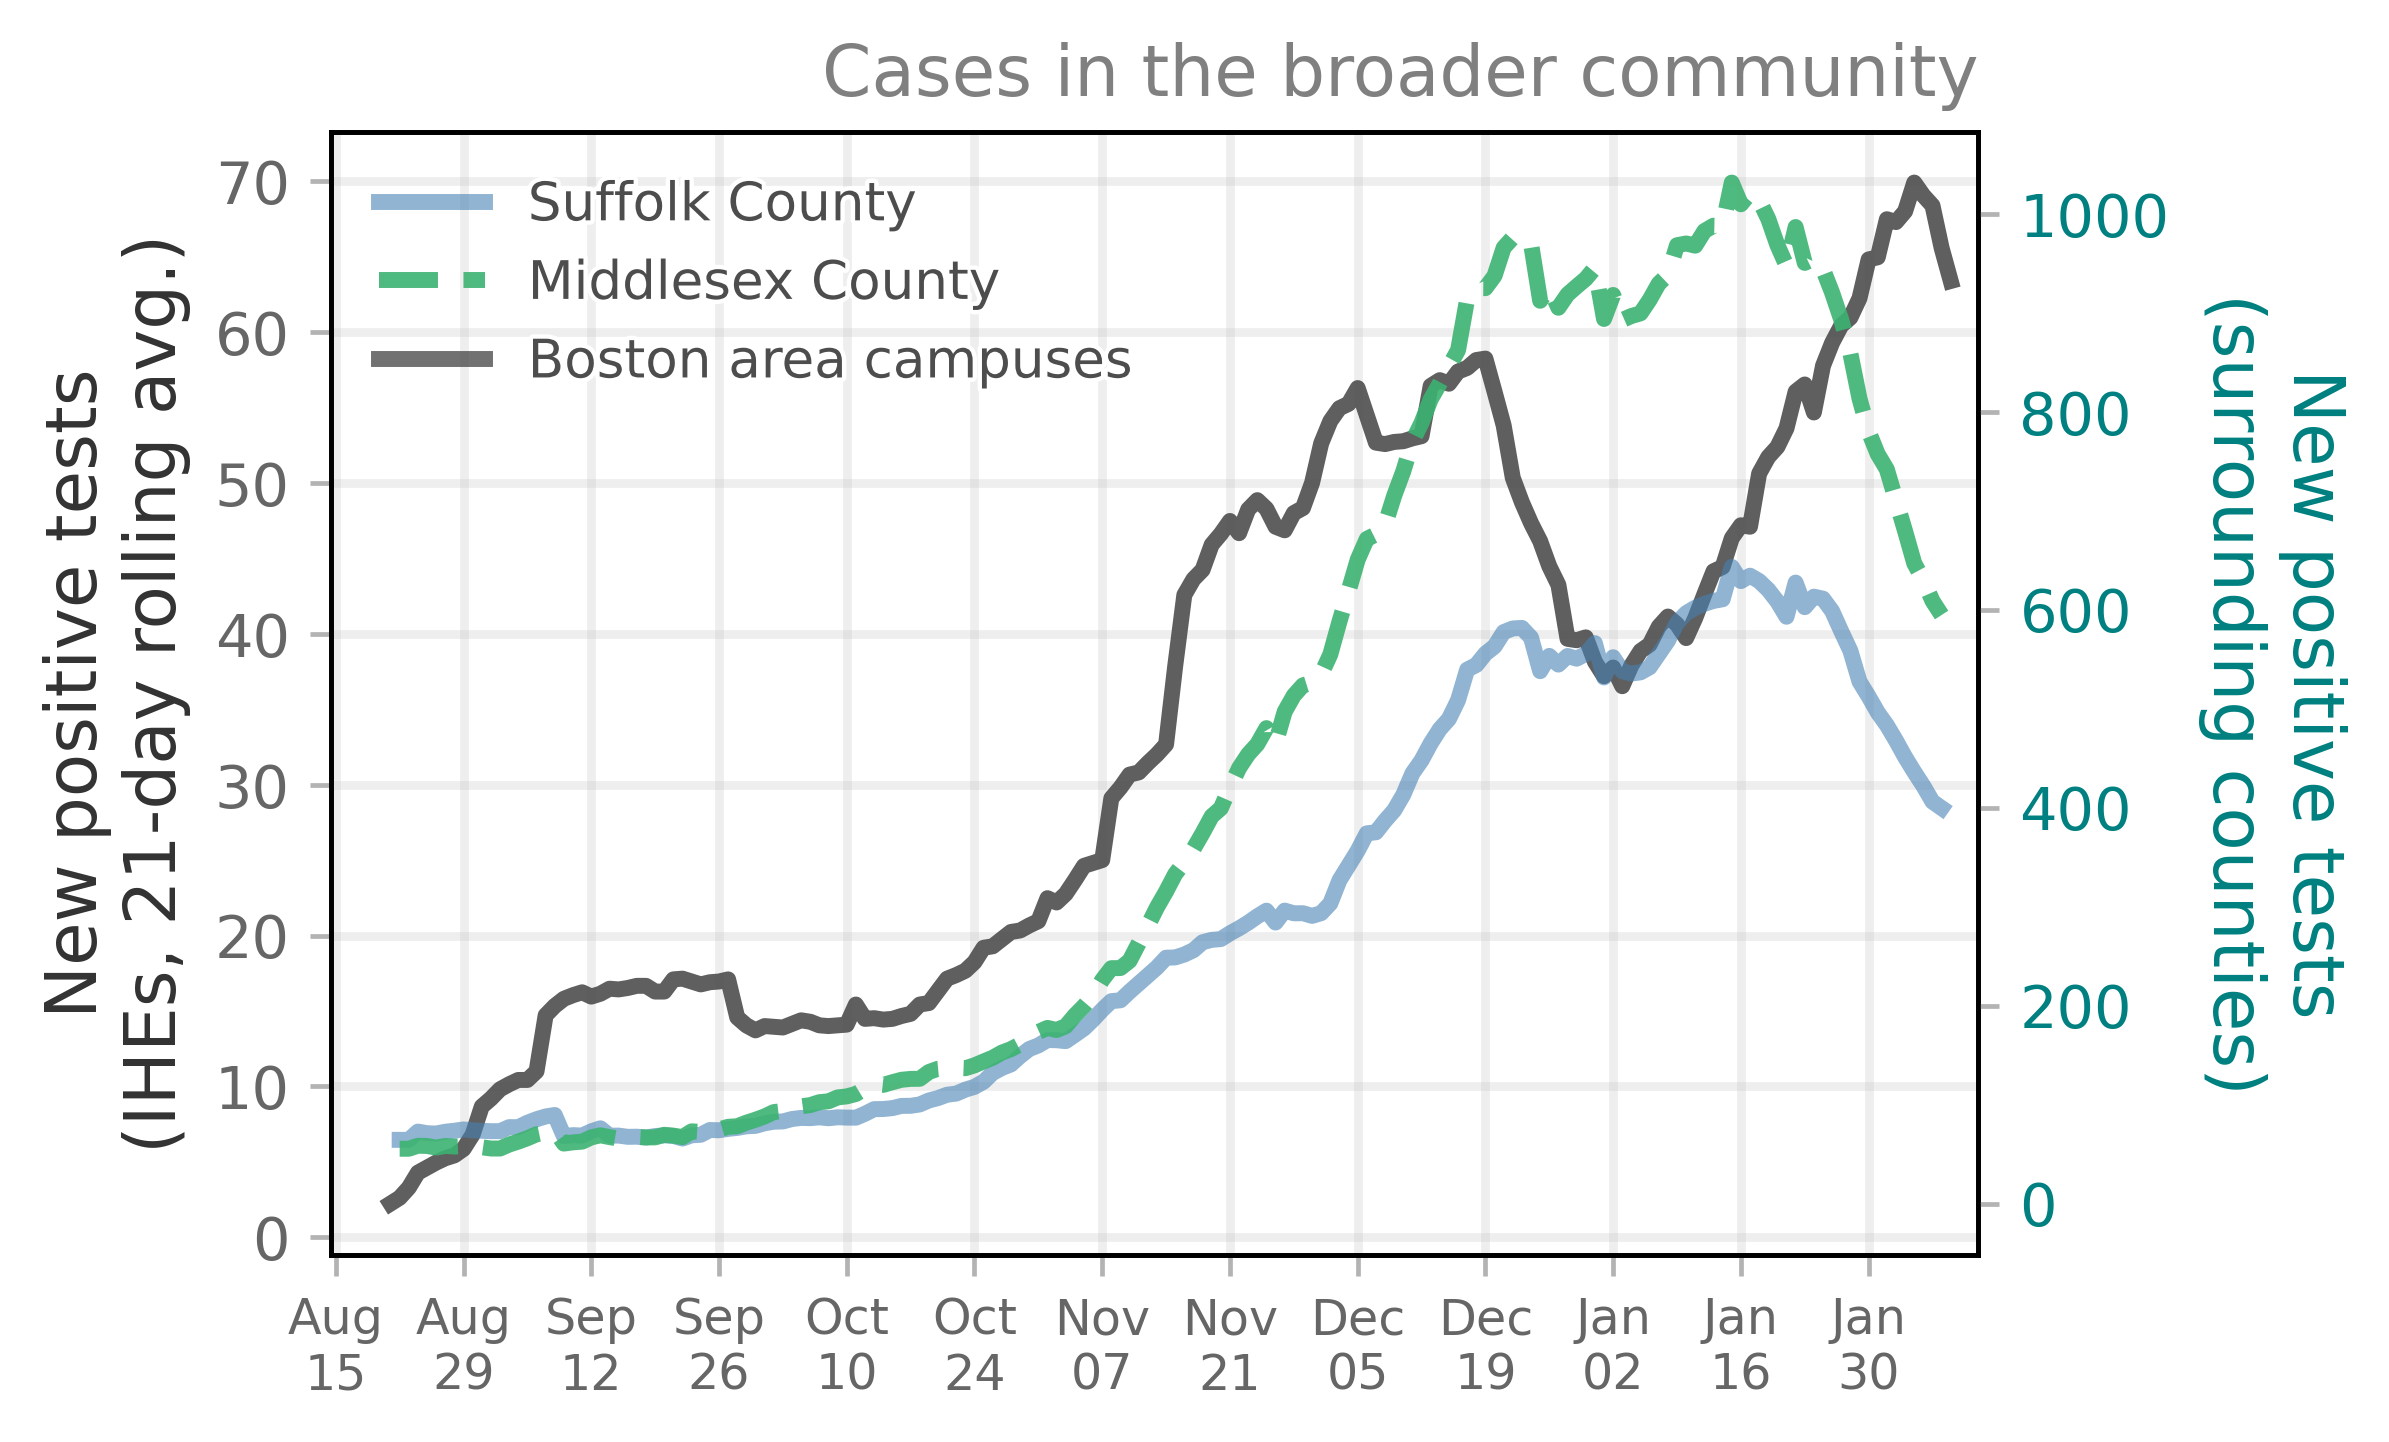 Cases in the broader community
New positive tests
(IHEs, 21-day rolling avg.)
70
60
50
40
30
20
10
0
Suffolk County
Middlesex County
Boston area campuses
1000
800
600
400
200
0
New positive tests
(surrounding counties)
Aug Aug Sep Sep Oct Oct Nov Nov Dec Dec Jan Jan Jan
15 29 12 26 10 24 07 21 05 19 02 16 30